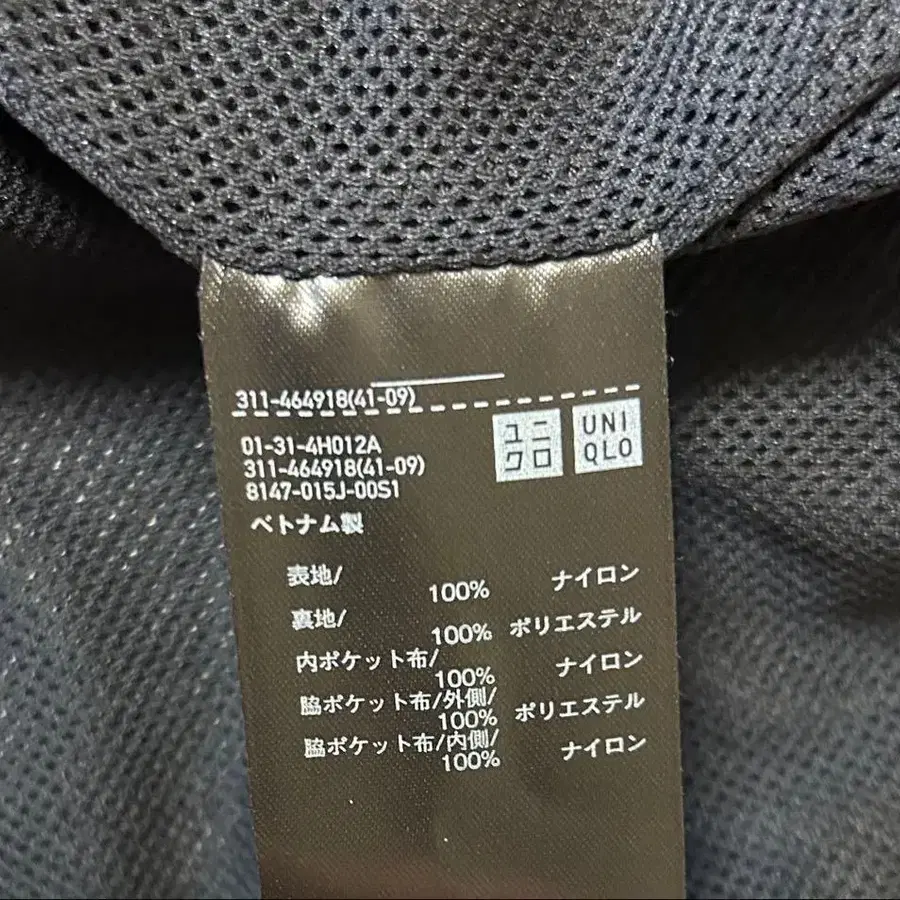 311-464918(41-09)
01-31-4H012A
311-464918(41-09)
8147-015J-00S1
ユニ
クロ
UNI
QLO
ベトナム製
表地/
100% ナイロン
裏地/
100% ポリエステル
内ポケット布/
100% ナイロン
脇ポケット布/外側/
100% ポリエステル
脇ポケット布/内側/
100% ナイロン